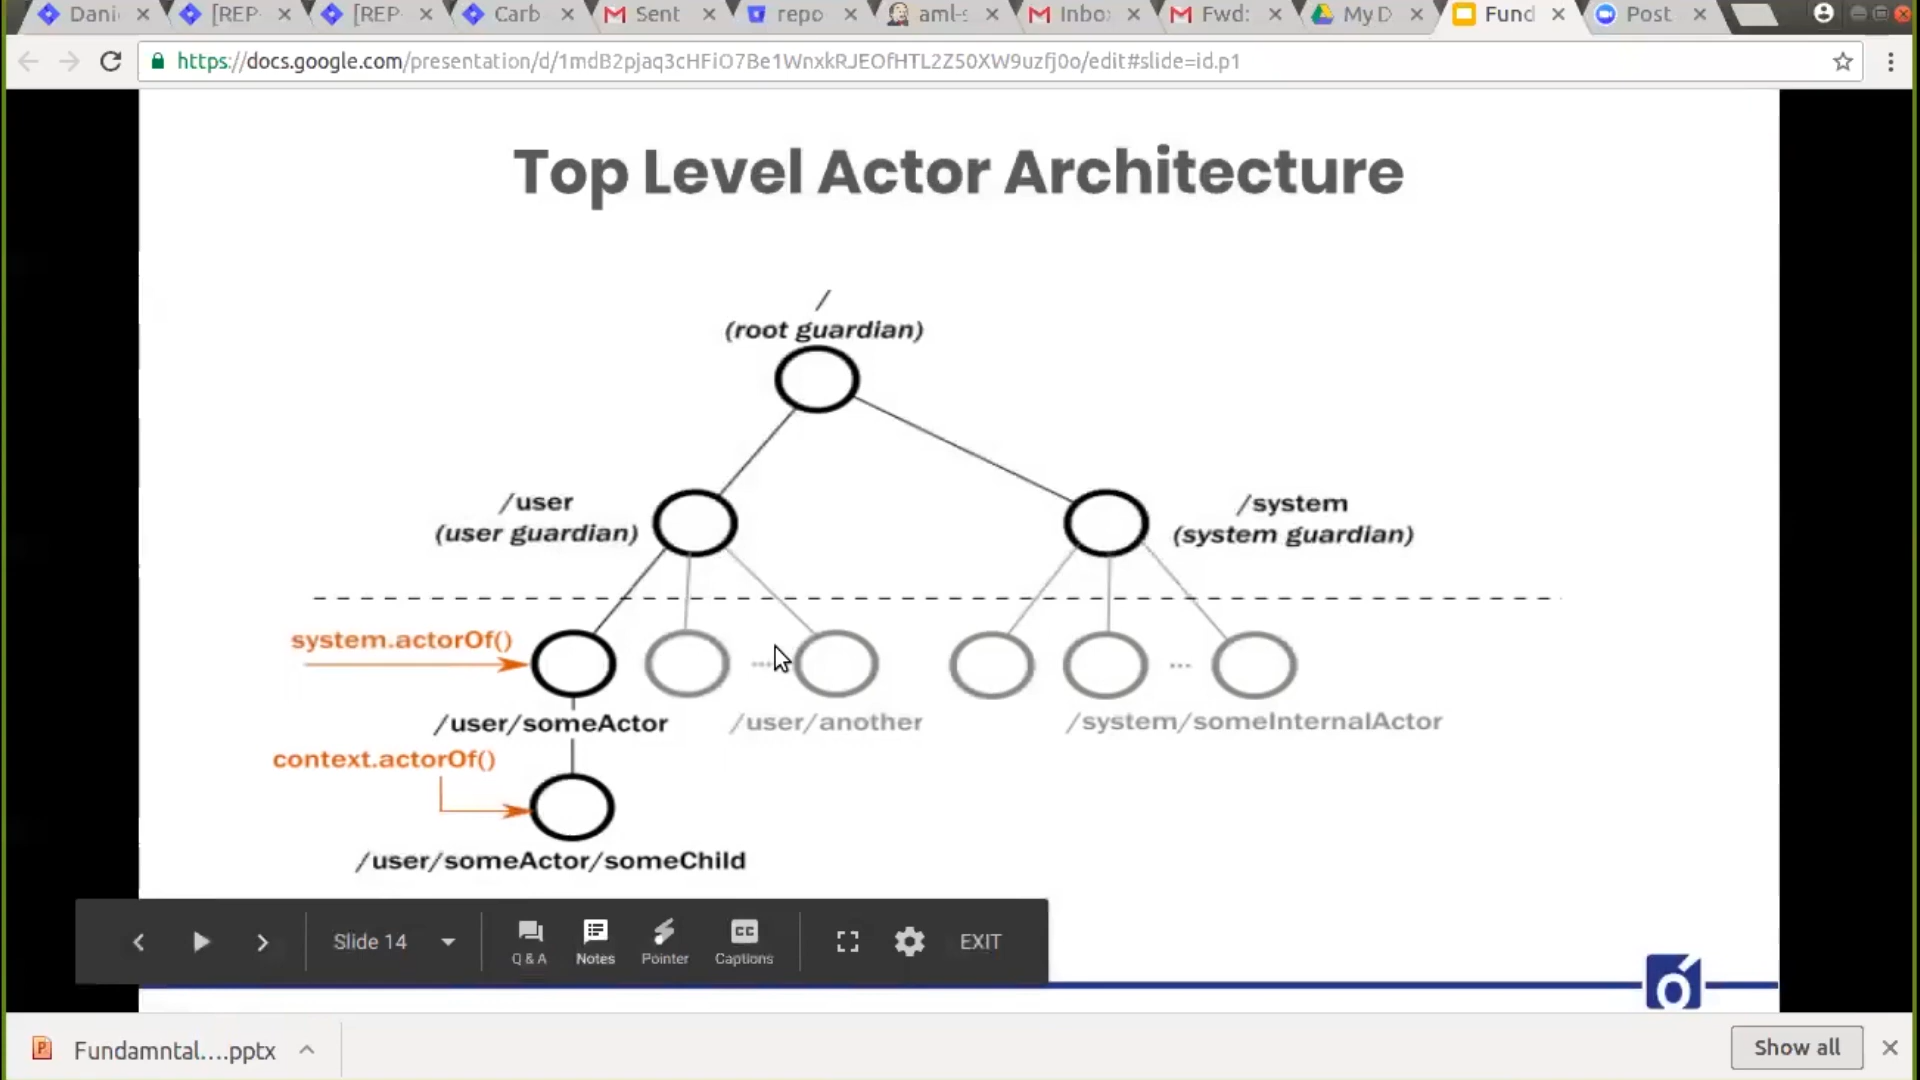 Dani
[REP
[REP
Carb
Sent
repo
aml-s
Inbo
Fwd:
My D
Fund
Post
https://docs.google.com/presentation/d/1mdB2pjaq3cHFiO7Be1WnxkRJEOfHTL2Z50XW9uzfj0o/edit#slide=id.p1
Top Level Actor Architecture
/
(root guardian)
/user
(user guardian)
/system
(system guardian)
system.actorOf()
...
...
/user/someActor
/user/another
/system/someInternalActor
context.actorOf()
/user/someActor/someChild
Slide 14
Q & A
Notes
Pointer
CC
Captions
EXIT
ó
Fundamntal....pptx
Show all